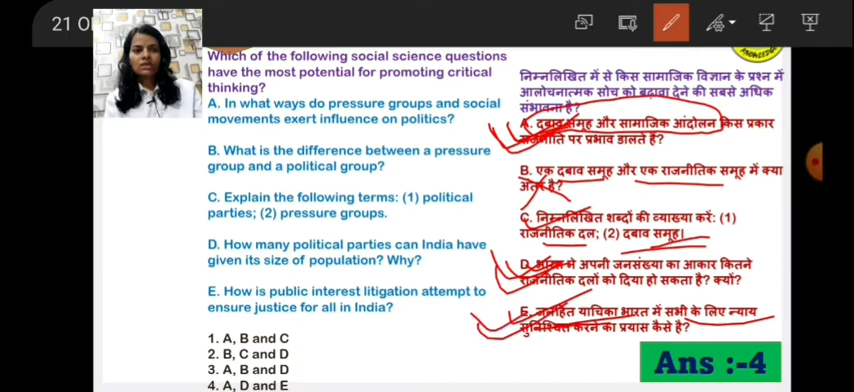 21 O
Which of the following social science questions
have the most potential for promoting critical
thinking?
A. In what ways do pressure groups and social
movements exert influence on politics?
B. What is the difference between a pressure
group and a political group?
C. Explain the following terms: (1) political
parties; (2) pressure groups.
D. How many political parties can India have
given its size of population? Why?
E. How is public interest litigation attempt to
ensure justice for all in India?
1. A, B and C
2. B, C and D
3. A, B and D
4. A, D and E
निम्नलिखित में से किस सामाजिक विज्ञान के प्रश्न में
आलोचनात्मक सोच को बढ़ावा देने की सबसे अधिक
संभावना है?
A. दबाव समूह और सामाजिक आंदोलन किस प्रकार
राजनीति पर प्रभाव डालते हैं?
B. एक दबाव समूह और एक राजनीतिक समूह में क्या
अंतर है?
C. निम्नलिखित शब्दों की व्याख्या करें: (1)
राजनीतिक दल; (2) दबाव समूह।
D. भारत ने अपनी जनसंख्या का आकार कितने
राजनीतिक दलों को दिया हो सकता है? क्यों?
E. जनहित याचिका भारत में सभी के लिए न्याय
सुनिश्चित करने का प्रयास कैसे है?
Ans :-4